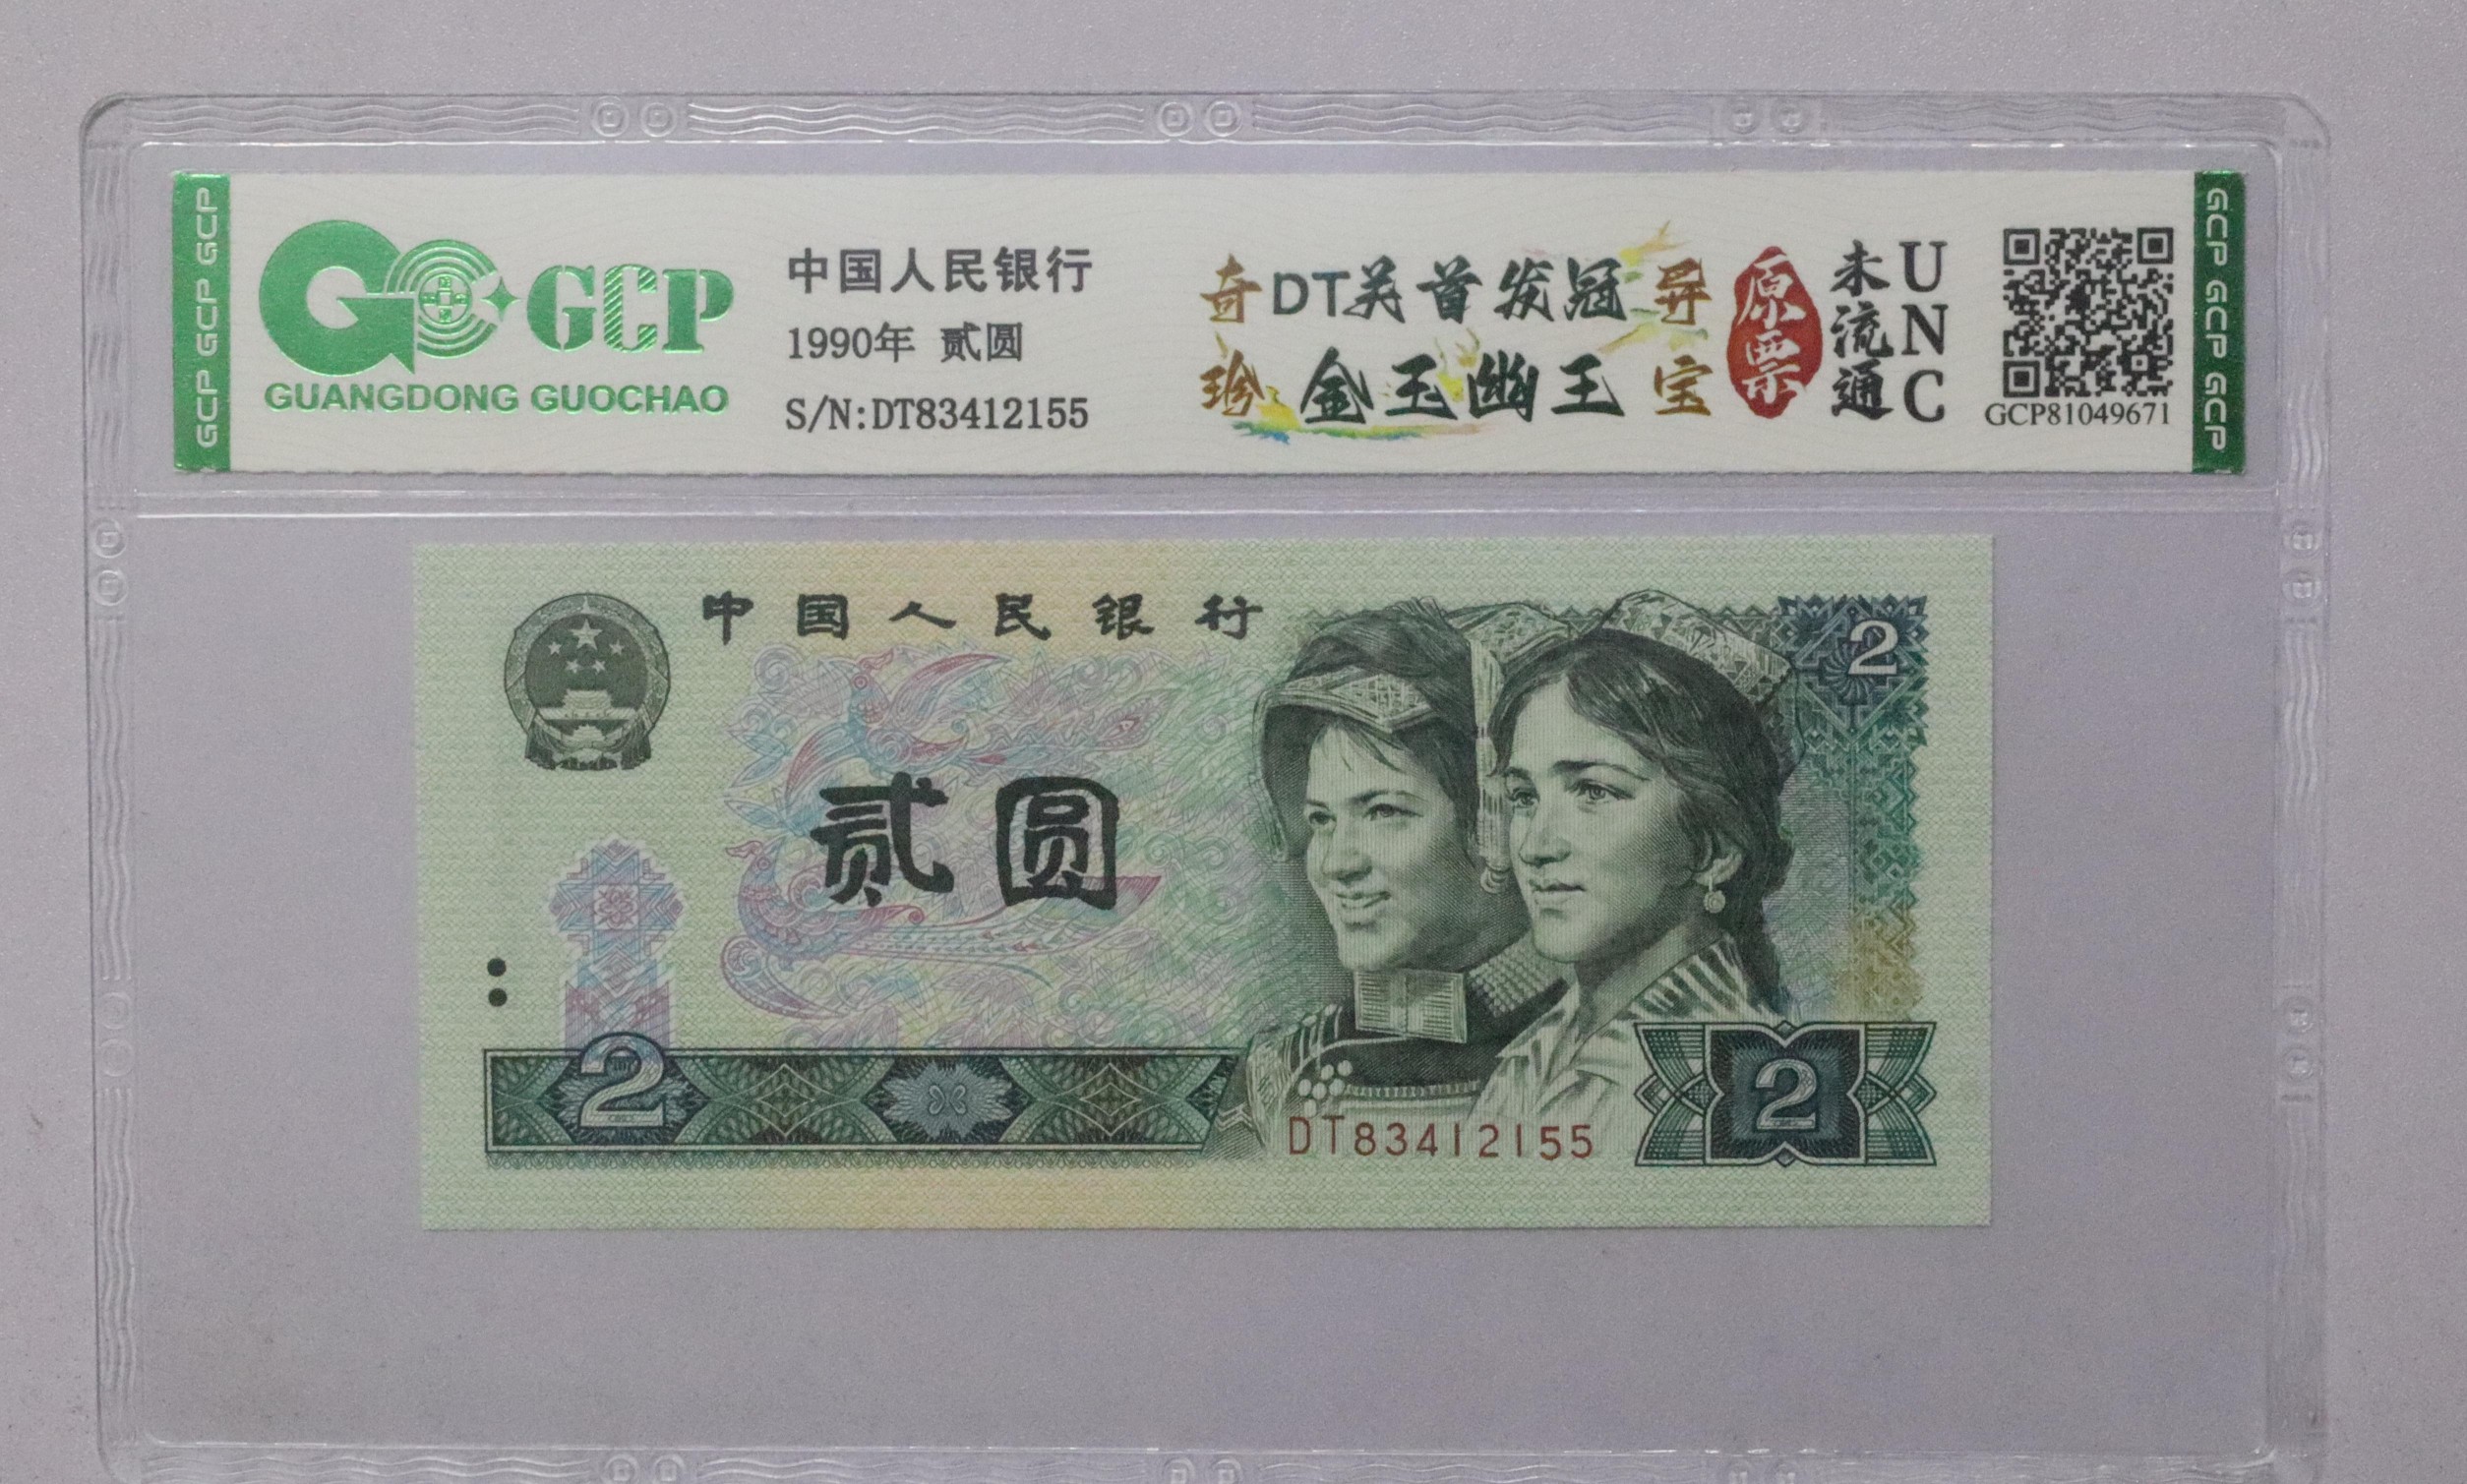 GCP GCP GCP
GCP
GUANGDONG GUOCHAO
中国人民银行
1990年 贰圆
S/N:DT83412155
奇珍
DT关首发冠
金玉幽王
异宝
原票
未流通
UNC
GCP81049671
GCP GCP GCP
中国人民银行
2
贰圆
2
DT83412155
2